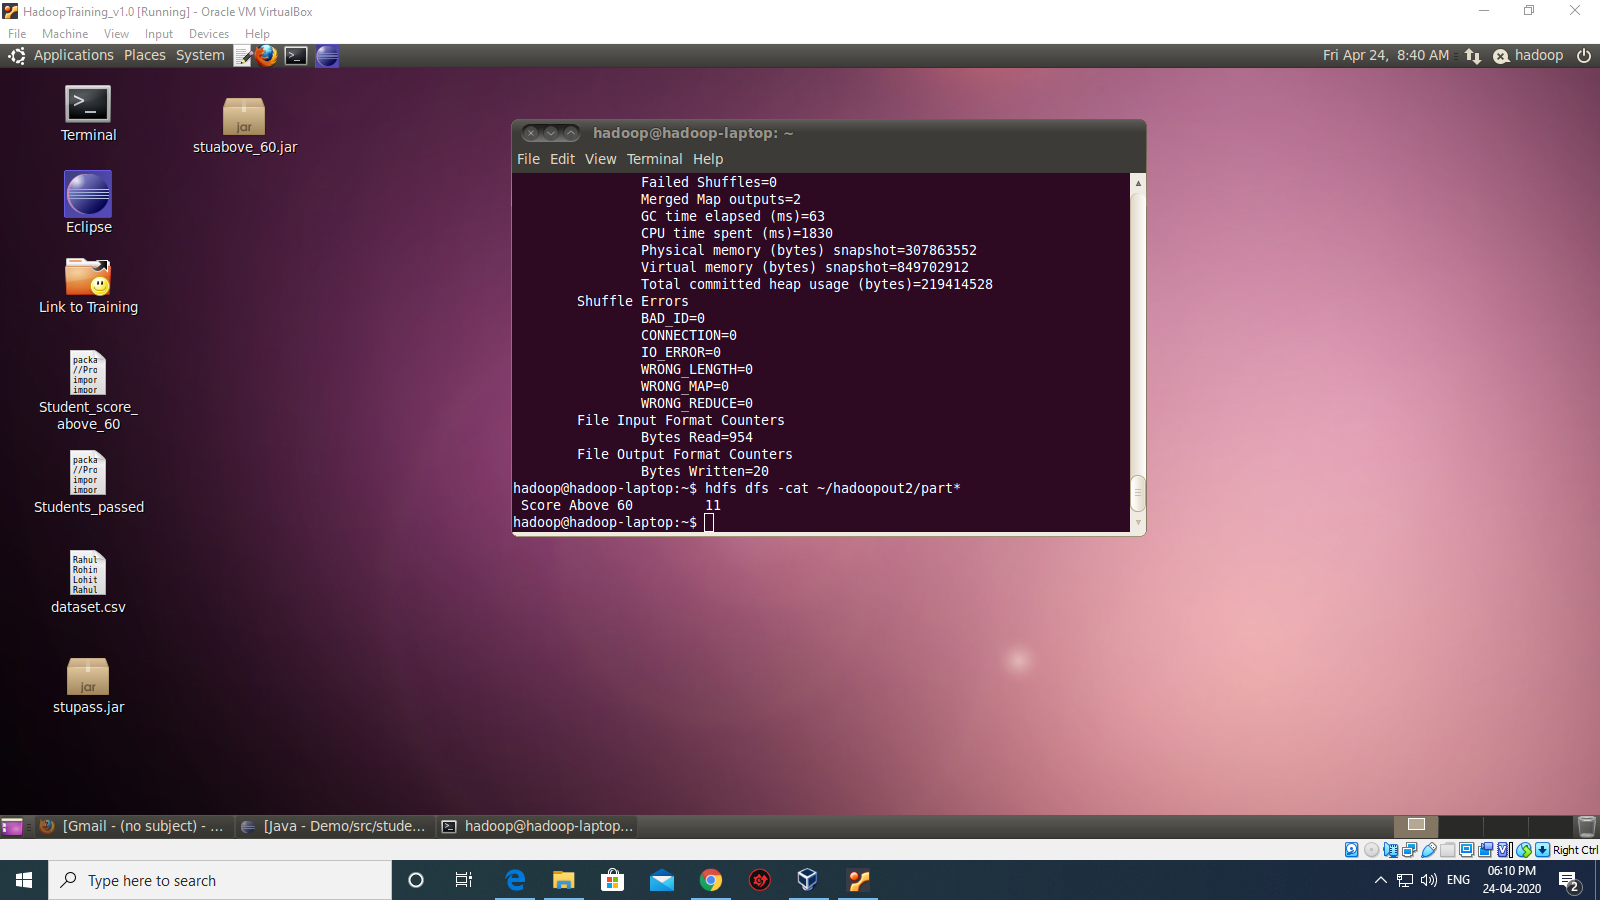 HadoopTraining_v1.0 [Running] - Oracle VM VirtualBox
File Machine View Input Devices Help
Applications Places System
Fri Apr 24, 8:40 AM hadoop
Terminal
stuabove_60.jar
Eclipse
Link to Training
packa
//Pro
impor
impor
Student_score_
above_60
packa
//Pro
impor
impor
Students_passed
Rahul
Rohin
Lohit
Rahul
dataset.csv
jar
stupass.jar
jar
hadoop@hadoop-laptop: ~
File Edit View Terminal Help
Failed Shuffles=0
Merged Map outputs=2
GC time elapsed (ms)=63
CPU time spent (ms)=1830
Physical memory (bytes) snapshot=307863552
Virtual memory (bytes) snapshot=849702912
Total committed heap usage (bytes)=219414528
Shuffle Errors
BAD_ID=0
CONNECTION=0
IO_ERROR=0
WRONG_LENGTH=0
WRONG_MAP=0
WRONG_REDUCE=0
File Input Format Counters
Bytes Read=954
File Output Format Counters
Bytes Written=20
hadoop@hadoop-laptop:~$ hdfs dfs -cat ~/hadoopout2/part*
Score Above 60 11
hadoop@hadoop-laptop:~$
[Gmail - (no subject) - ... [Java - Demo/src/stude... hadoop@hadoop-laptop...
Right Ctrl
Type here to search
ENG
06:10 PM
24-04-2020
2